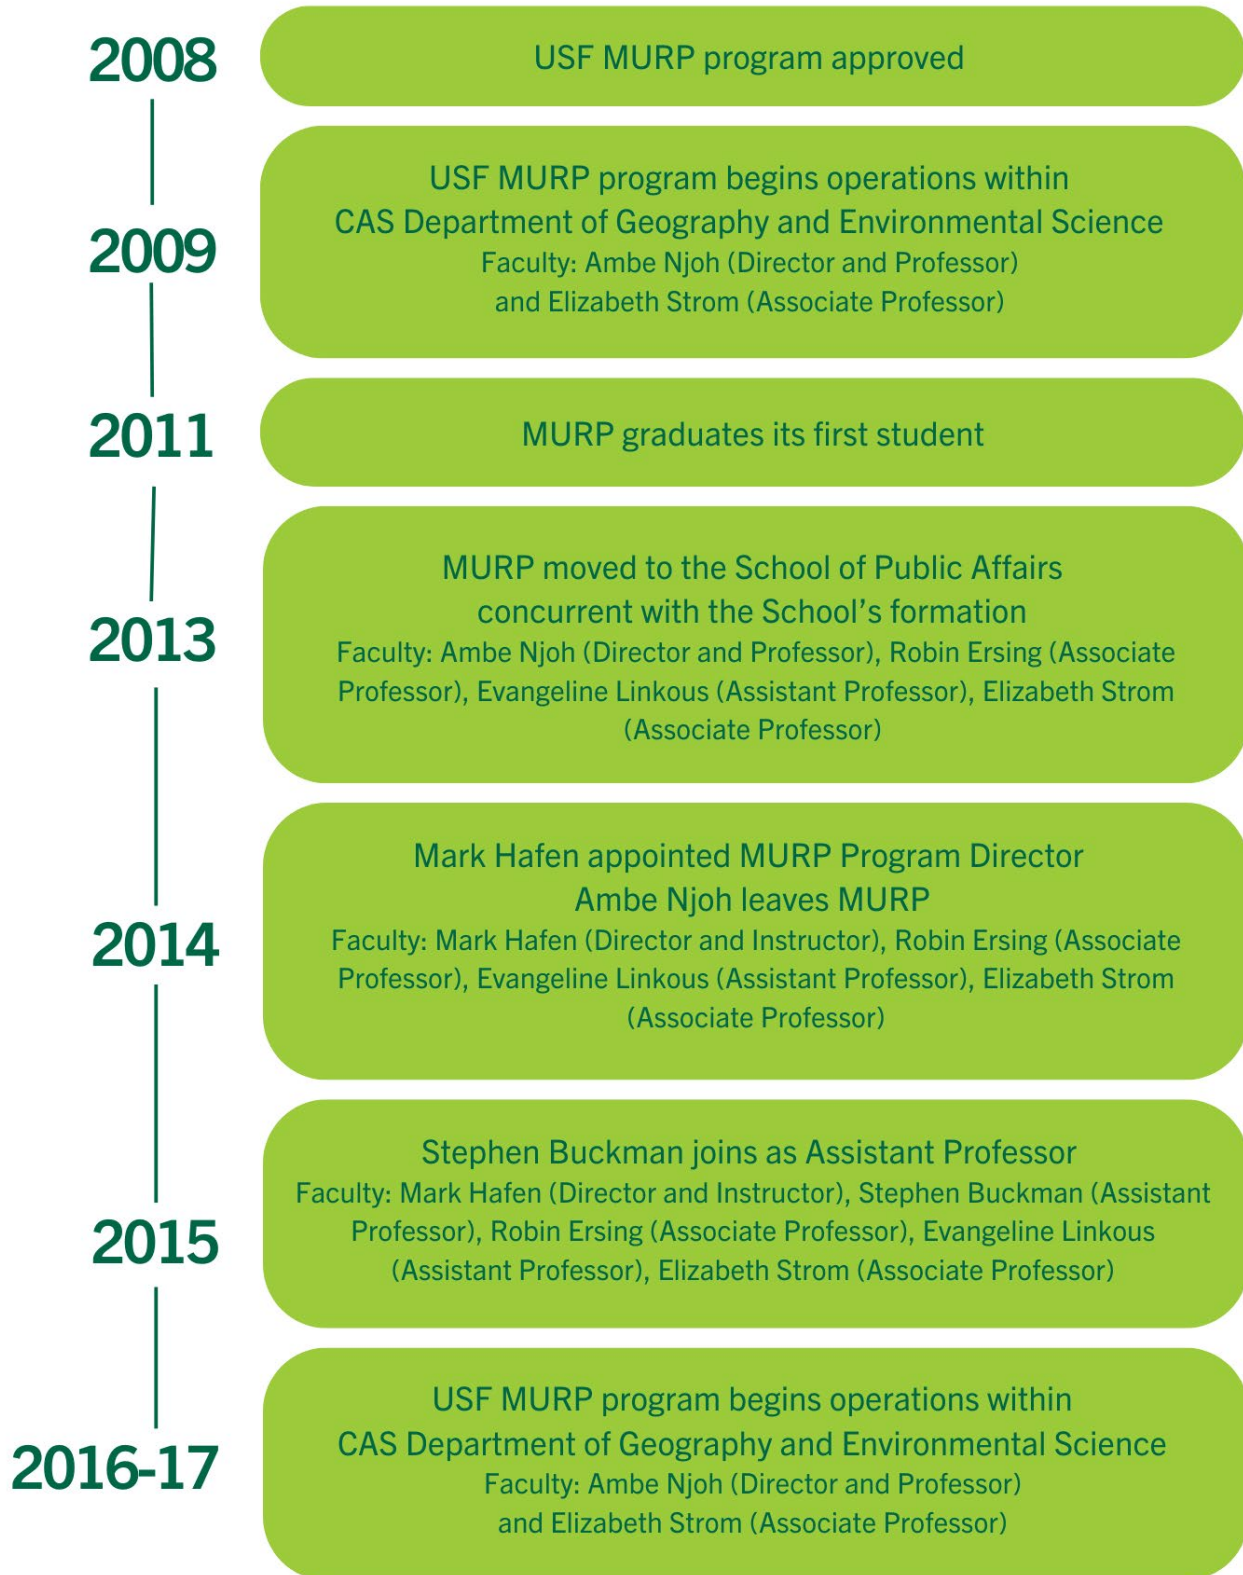 2008
USF MURP program approved
2009
USF MURP program begins operations within
CAS Department of Geography and Environmental Science
Faculty: Ambe Njoh (Director and Professor)
and Elizabeth Strom (Associate Professor)
2011
MURP graduates its first student
2013
MURP moved to the School of Public Affairs
concurrent with the School’s formation
Faculty: Ambe Njoh (Director and Professor), Robin Ersing (Associate
Professor), Evangeline Linkous (Assistant Professor), Elizabeth Strom
(Associate Professor)
2014
Mark Hafen appointed MURP Program Director
Ambe Njoh leaves MURP
Faculty: Mark Hafen (Director and Instructor), Robin Ersing (Associate
Professor), Evangeline Linkous (Assistant Professor), Elizabeth Strom
(Associate Professor)
2015
Stephen Buckman joins as Assistant Professor
Faculty: Mark Hafen (Director and Instructor), Stephen Buckman (Assistant
Professor), Robin Ersing (Associate Professor), Evangeline Linkous
(Assistant Professor), Elizabeth Strom (Associate Professor)
2016-17
USF MURP program begins operations within
CAS Department of Geography and Environmental Science
Faculty: Ambe Njoh (Director and Professor)
and Elizabeth Strom (Associate Professor)